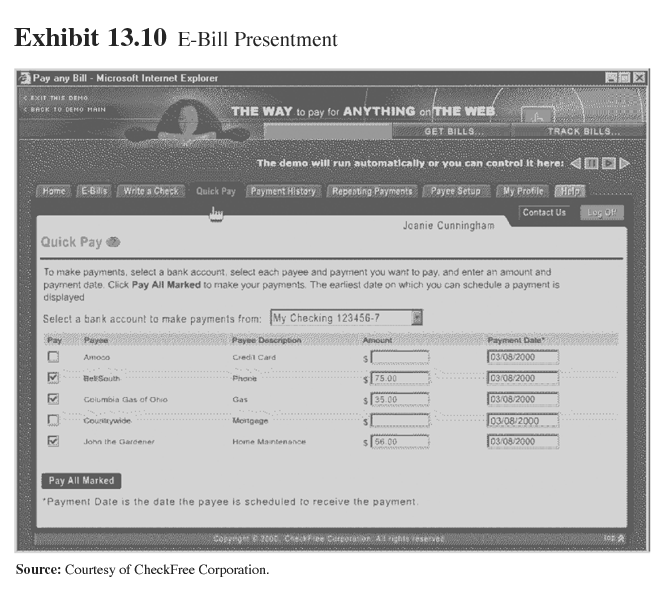 Exhibit 13.10 E-Bill Presentment
Pay any Bill - Microsoft Internet Explorer
< EXIT THIS DEMO
< BACK TO DEMO MAIN
THE WAY to pay for ANYTHING on THE WEB
GET BILLS... TRACK BILLS...
The demo will run automatically or you can control it here:
Home E-Bills Write a Check Quick Pay Payment History Repeating Payments Payee Setup My Profile Help
Contact Us Log Off
Joanie Cunningham
Quick Pay
To make payments, select a bank account, select each payee and payment you want to pay, and enter an amount and
payment date. Click Pay All Marked to make your payments. The earliest date on which you can schedule a payment is
displayed
Select a bank account to make payments from: My Checking 123456-7
Pay Payee Payee Description Amount Payment Date*
Amoco Credit Card $ 03/08/2000
BellSouth Phone $ 75.00 03/08/2000
Columbia Gas of Ohio Gas $ 35.00 03/08/2000
Countrywide Mortgage $ 03/08/2000
John the Gardener Home Maintenance $ 56.00 03/08/2000
Pay All Marked
*Payment Date is the date the payee is scheduled to receive the payment.
Copyright © 2000, CheckFree Corporation. All rights reserved. top
Source: Courtesy of CheckFree Corporation.